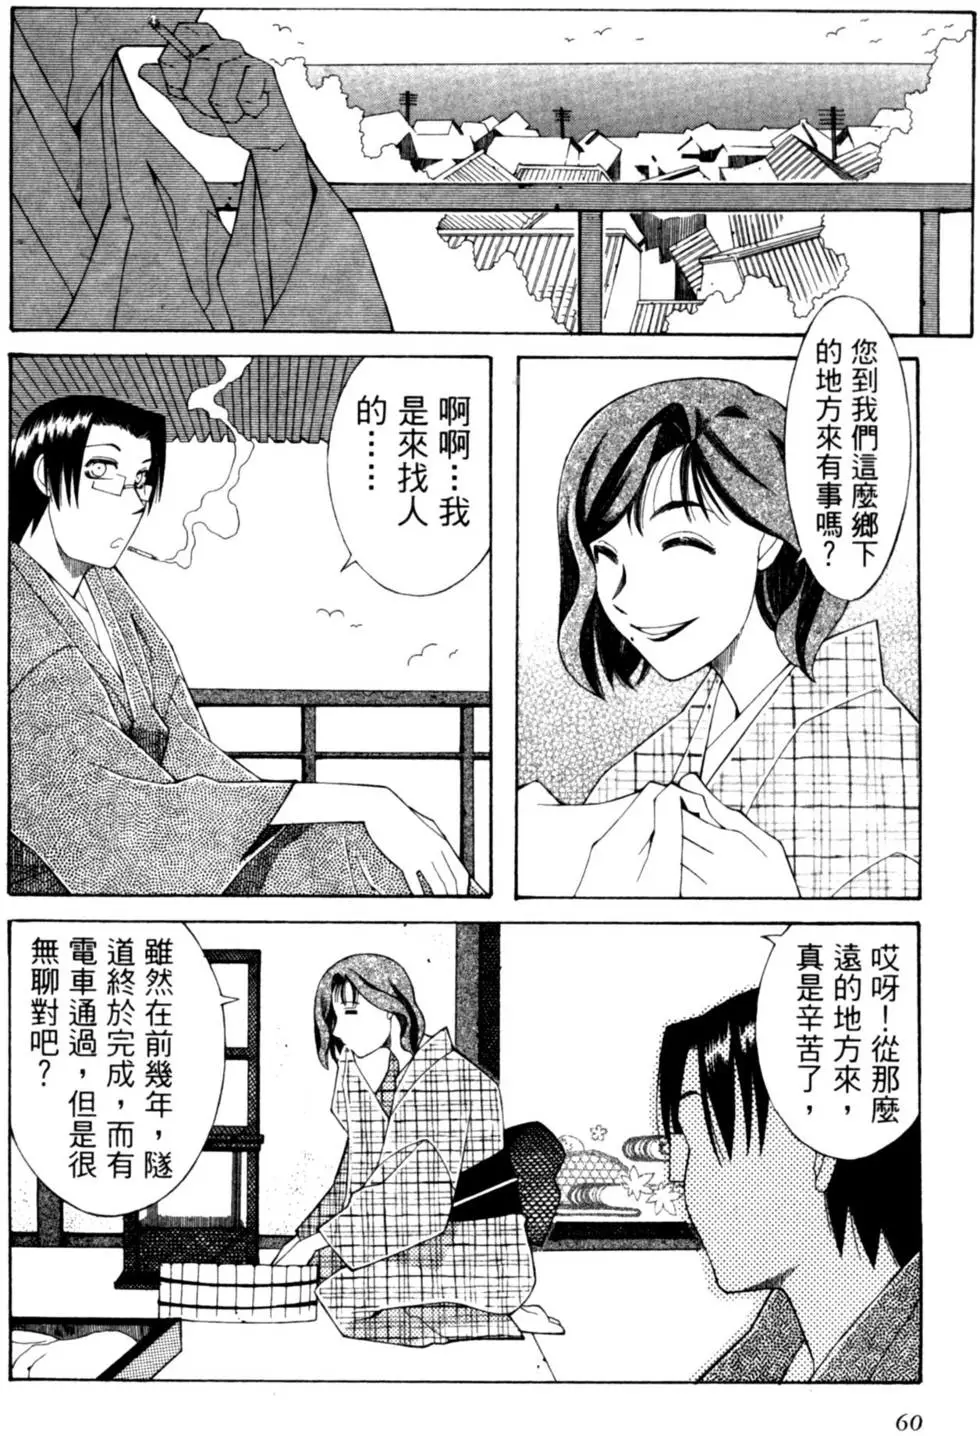 您到我們這麼鄉下
的地方來有事嗎?
啊啊…我
是來找人
的……
哎呀!從那麼
遠的地方來,
真是辛苦了,
雖然在前幾年,隧
道終於完成,而有
電車通過,但是很
無聊對吧?
60